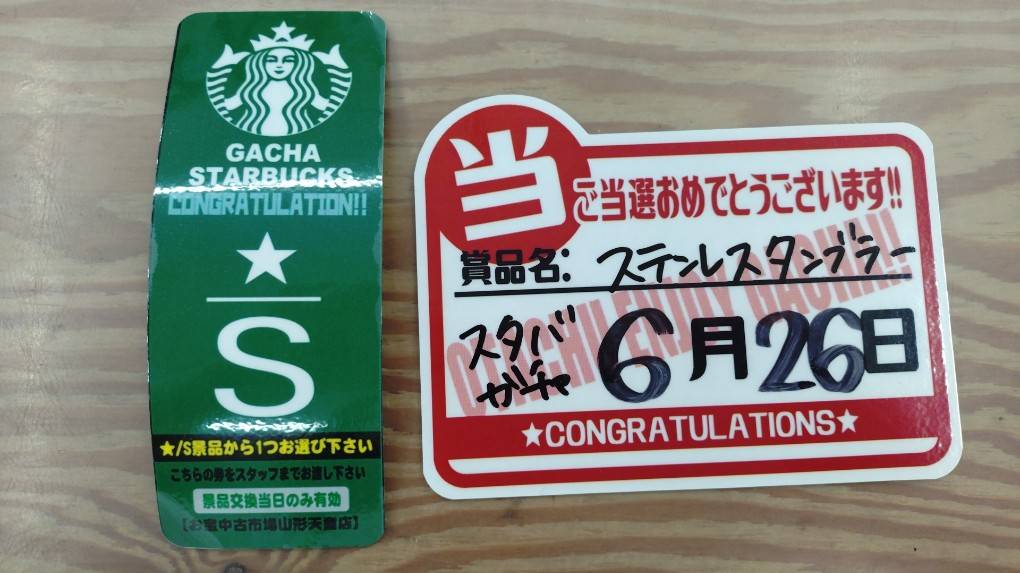 GACHA
STARBUCKS
CONGRATULATION!!
★
S
★/S景品から1つお選び下さい
こちらの券をスタッフまでお渡し下さい
景品交換当日のみ有効
【お宝中古市場山形天童店】
当
ご当選おめでとうございます!!
賞品名: ステンレスタンブラー
スタバ
ガチャ
6月26日
★CONGRATULATIONS★